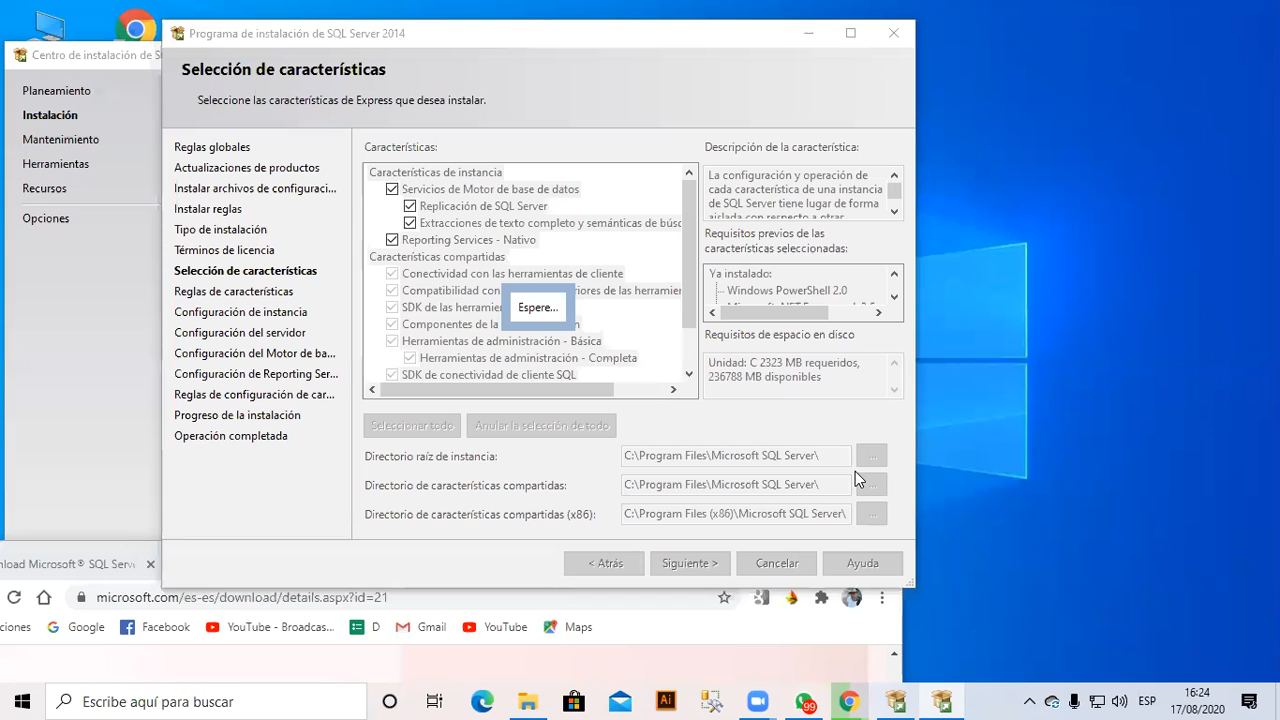 Programa de instalación de SQL Server 2014
Centro de instalación de S
Selección de características
Seleccione las características de Express que desea instalar.
Planeamiento
Instalación
Mantenimiento
Herramientas
Recursos
Opciones
Reglas globales
Actualizaciones de productos
Instalar archivos de configuraci...
Instalar reglas
Tipo de instalación
Términos de licencia
Selección de características
Reglas de características
Configuración de instancia
Configuración del servidor
Configuración del Motor de ba...
Configuración de Reporting Ser...
Reglas de configuración de car...
Progreso de la instalación
Operación completada
Características:
Características de instancia
Servicios de Motor de base de datos
Replicación de SQL Server
Extracciones de texto completo y semánticas de búsc
Reporting Services - Nativo
Características compartidas
Conectividad con las herramientas de cliente
Compatibilidad con
riores de las herramier
SDK de las herramie
Componentes de la
Herramientas de administración - Básica
Herramientas de administración - Completa
SDK de conectividad de cliente SQL
Espere...
Descripción de la característica:
La configuración y operación de
cada característica de una instancia
de SQL Server tiene lugar de forma
aislada con respecto a otras
Requisitos previos de las
características seleccionadas:
Ya instalado:
Windows PowerShell 2.0
Requisitos de espacio en disco
Unidad: C 2323 MB requeridos,
236788 MB disponibles
Seleccionar todo
Anular la selección de todo
Directorio raíz de instancia:
C:\Program Files\Microsoft SQL Server\
...
Directorio de características compartidas:
C:\Program Files\Microsoft SQL Server\
...
Directorio de características compartidas (x86):
C:\Program Files (x86)\Microsoft SQL Server\
...
< Atrás
Siguiente >
Cancelar
Ayuda
nload Microsoft® SQL Serv
microsoft.com/es-es/download/details.aspx?id=21
ciones
Google
Facebook
YouTube - Broadcas...
D
Gmail
YouTube
Maps
Escribe aquí para buscar
Ai
99
ESP
16:24
17/08/2020